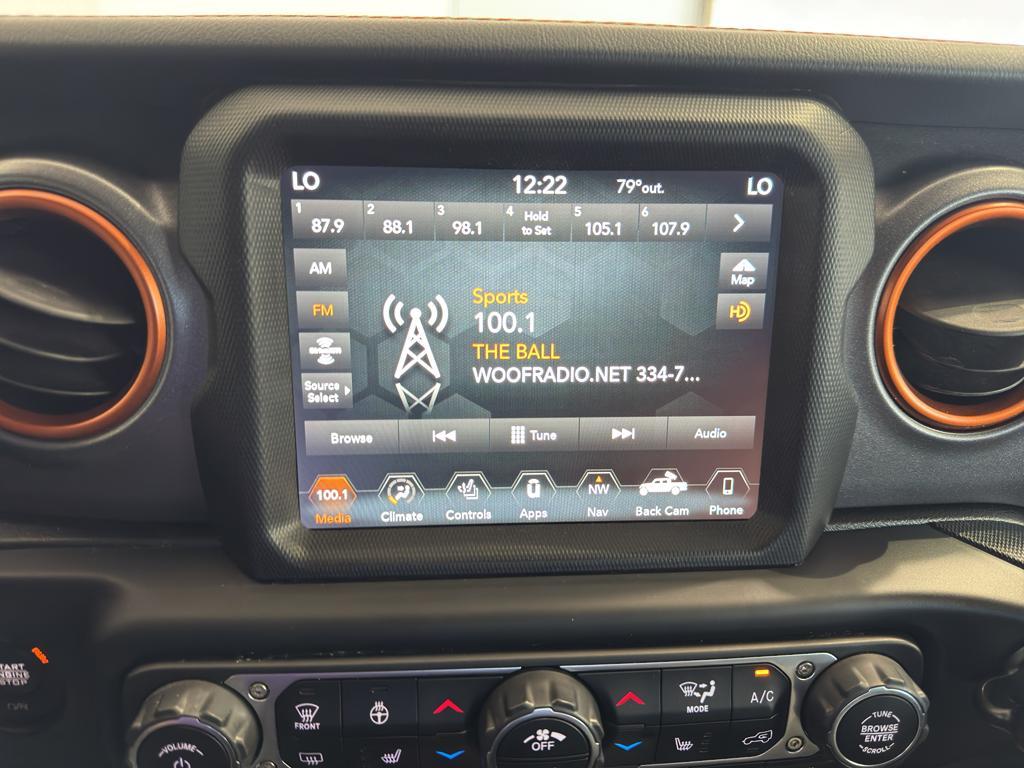 LO 12:22 79°out. LO
1 87.9 2 88.1 3 98.1 4 Hold to Set 5 105.1 6 107.9
AM
Map
FM
HD
Sports
100.1
THE BALL
WOOFRADIO.NET 334-7...
Source
Select
Browse Tune Audio
100.1 NW
Media Climate Controls Apps Nav Back Cam Phone
START
ENGINE
STOP
FRONT
MODE
A/C
VOLUME
OFF
TUNE
BROWSE
ENTER
SCROLL